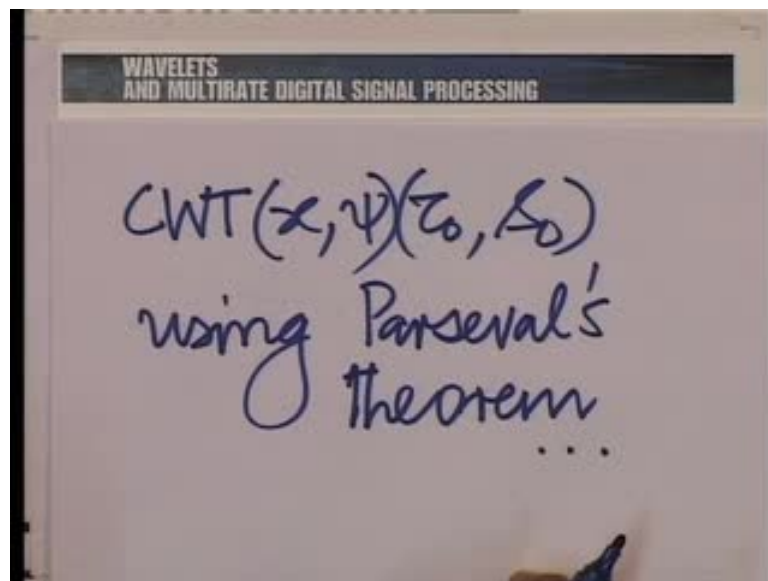 WAVELETS
AND MULTIRATE DIGITAL SIGNAL PROCESSING
CWT(x,ψ)(τ₀, s₀)
using Parseval's
theorem
...